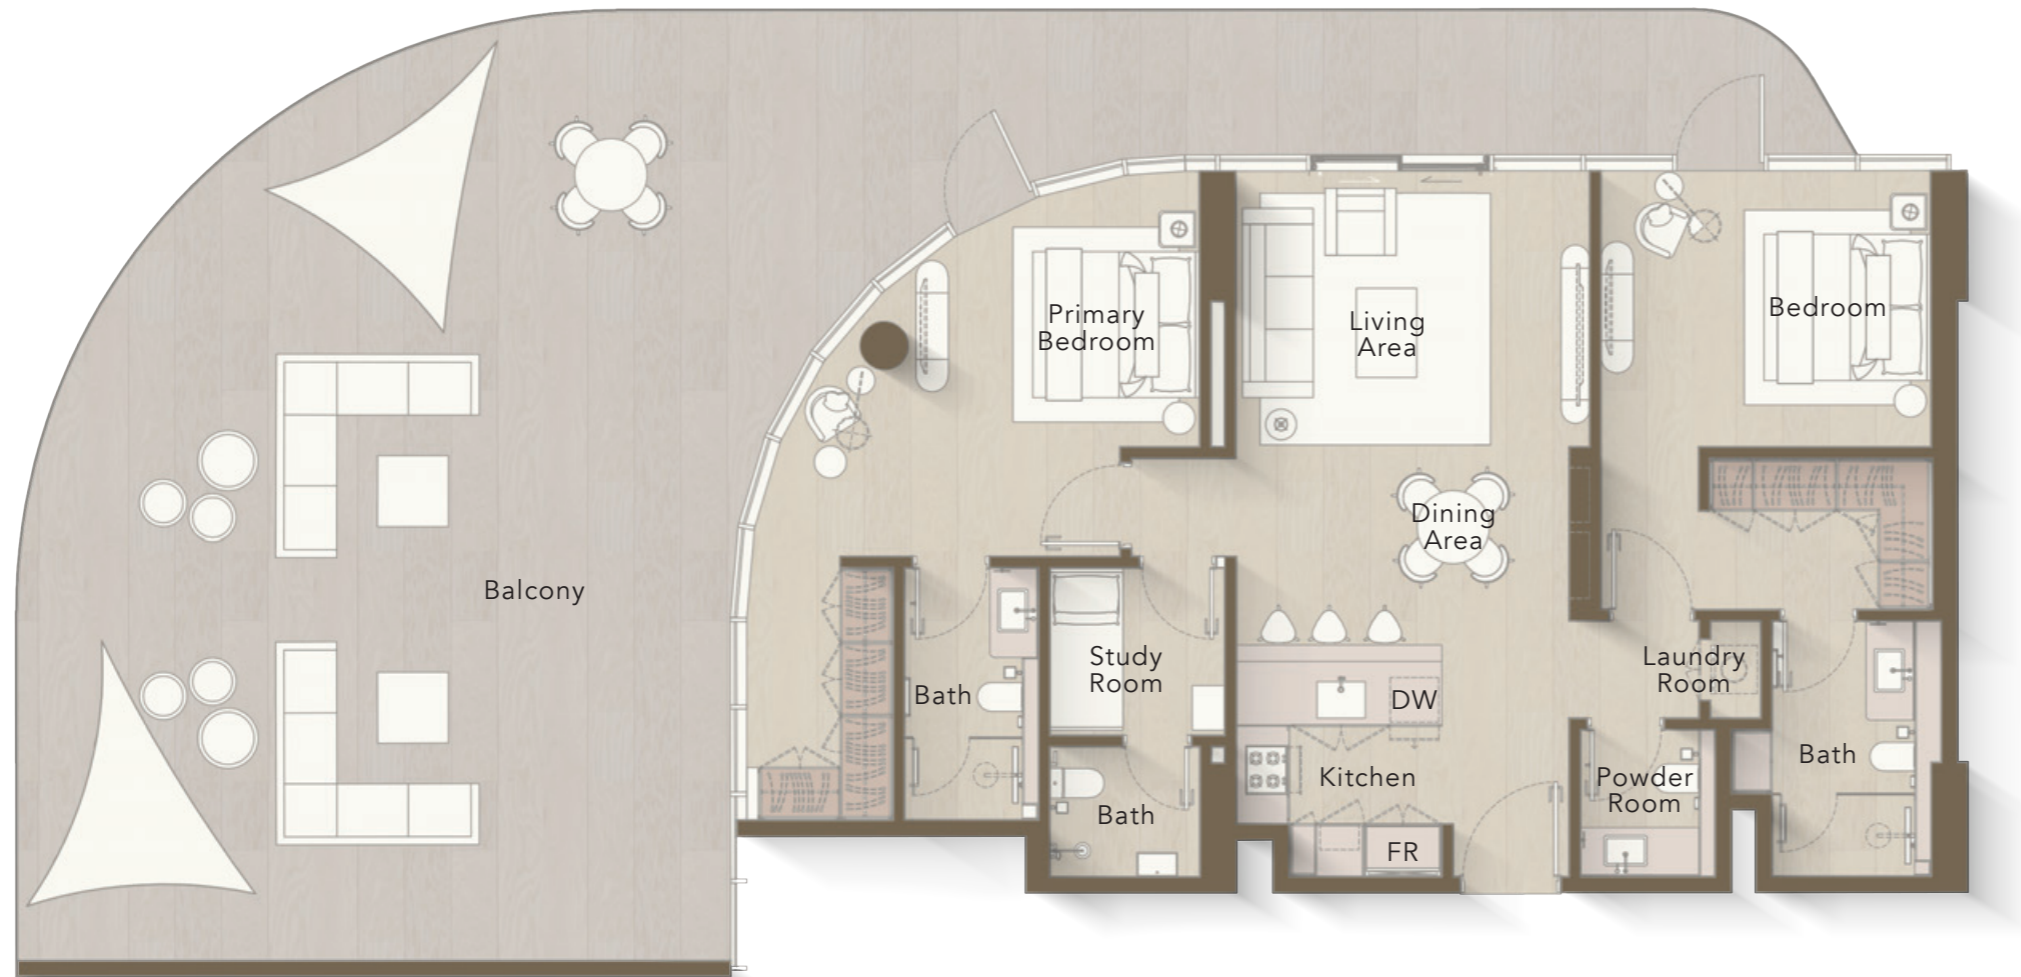 Primary
Bedroom
Living
Area
Bedroom
Dining
Area
Balcony
Study
Room
Laundry
Room
Bath
DW
Bath
Kitchen
Powder
Room
Bath
FR